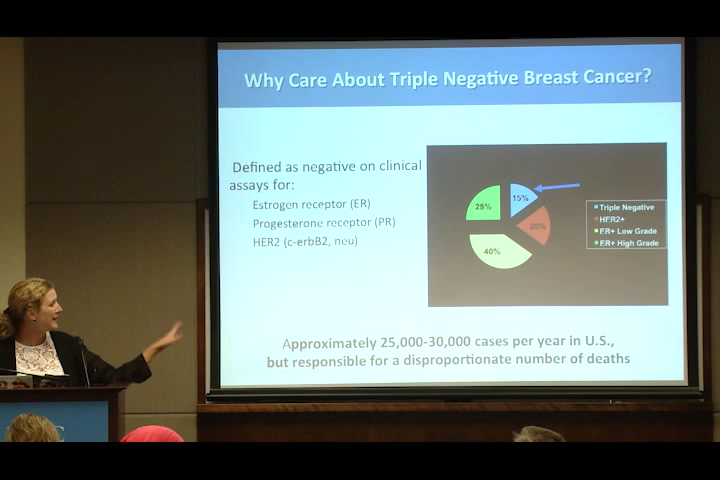 Why Care About Triple Negative Breast Cancer?
Defined as negative on clinical
assays for:
Estrogen receptor (ER)
Progesterone receptor (PR)
HER2 (c-erbB2, neu)
25%
15%
20%
40%
Triple Negative
HER2+
ER+ Low Grade
ER+ High Grade
Approximately 25,000-30,000 cases per year in U.S.,
but responsible for a disproportionate number of deaths